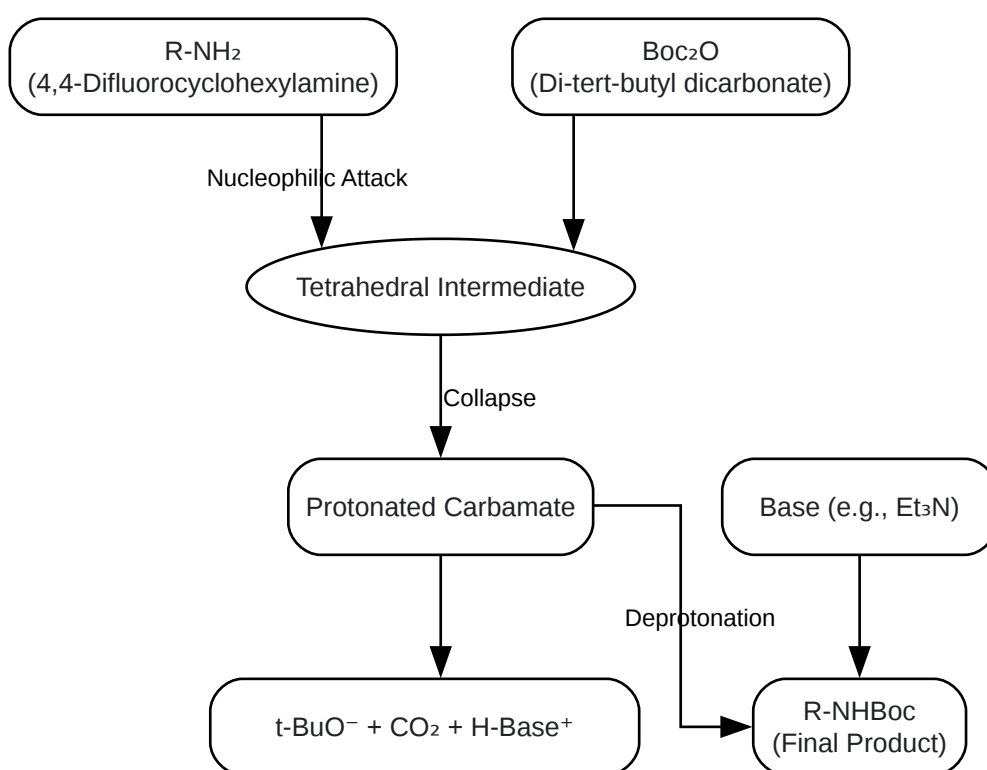 R-NH₂
(4,4-Difluorocyclohexylamine)
Boc₂O
(Di-tert-butyl dicarbonate)
Nucleophilic Attack
Tetrahedral Intermediate
Collapse
Protonated Carbamate
Base (e.g., Et₃N)
Deprotonation
t-BuO⁻ + CO₂ + H-Base⁺
R-NHBoc
(Final Product)